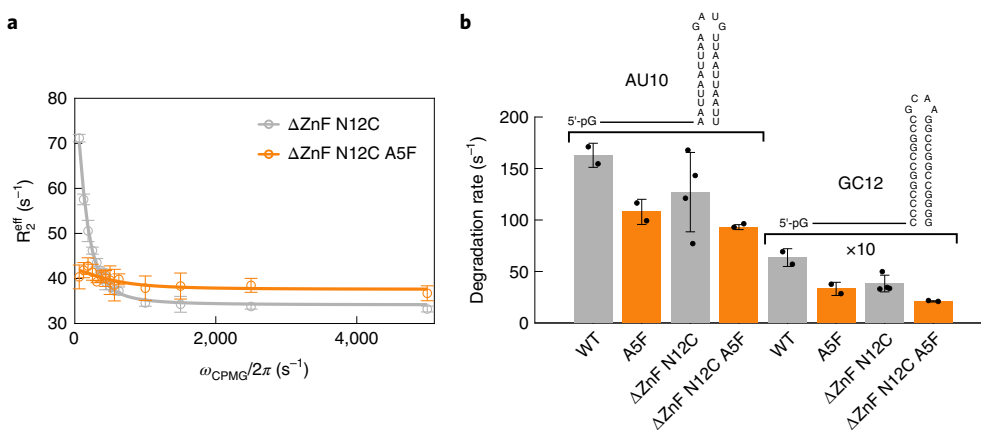 a
80
70
60
50
40
30
R₂ᵉᶠᶠ (s⁻¹)
ΔZnF N12C
ΔZnF N12C A5F
0
2,000
4,000
ω_CPMG/2π (s⁻¹)
b
200
150
100
50
0
Degradation rate (s⁻¹)
AU10
5'-pG
GC12
5'-pG
×10
WT
A5F
ΔZnF N12C
ΔZnF N12C A5F
WT
A5F
ΔZnF N12C
ΔZnF N12C A5F